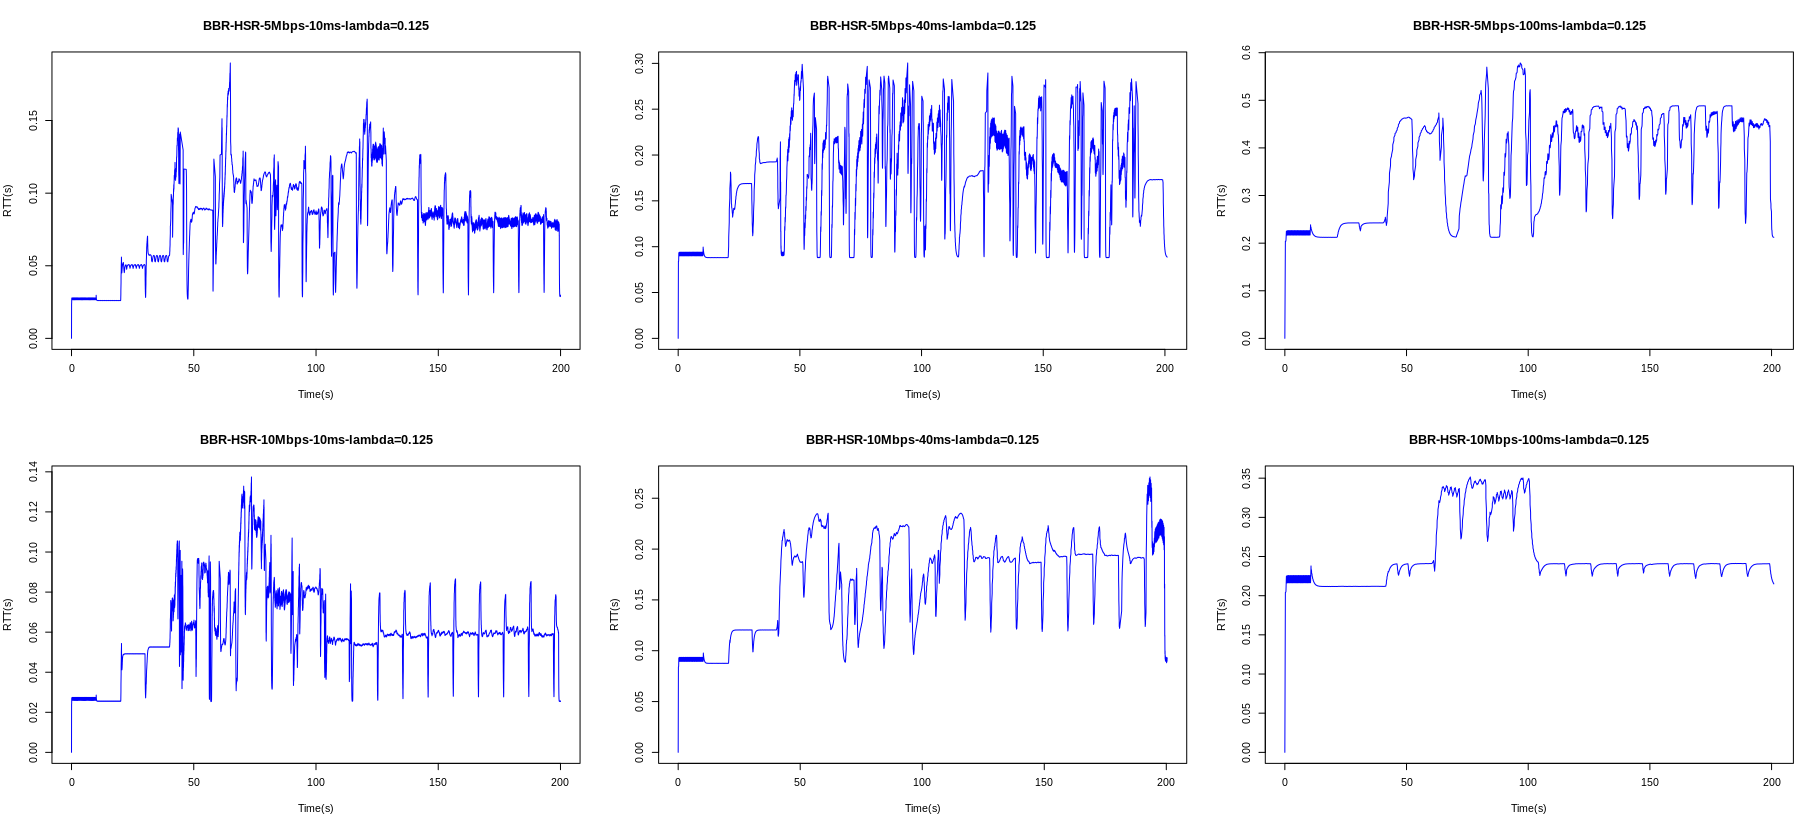 BBR-HSR-5Mbps-10ms-lambda=0.125
RTT(s)
0.00 0.05 0.10 0.15
0 50 100 150 200
Time(s)
BBR-HSR-5Mbps-40ms-lambda=0.125
RTT(s)
0.00 0.05 0.10 0.15 0.20 0.25 0.30
0 50 100 150 200
Time(s)
BBR-HSR-5Mbps-100ms-lambda=0.125
RTT(s)
0.0 0.1 0.2 0.3 0.4 0.5 0.6
0 50 100 150 200
Time(s)
BBR-HSR-10Mbps-10ms-lambda=0.125
RTT(s)
0.00 0.02 0.04 0.06 0.08 0.10 0.12 0.14
0 50 100 150 200
Time(s)
BBR-HSR-10Mbps-40ms-lambda=0.125
RTT(s)
0.00 0.05 0.10 0.15 0.20 0.25
0 50 100 150 200
Time(s)
BBR-HSR-10Mbps-100ms-lambda=0.125
RTT(s)
0.00 0.05 0.10 0.15 0.20 0.25 0.30 0.35
0 50 100 150 200
Time(s)